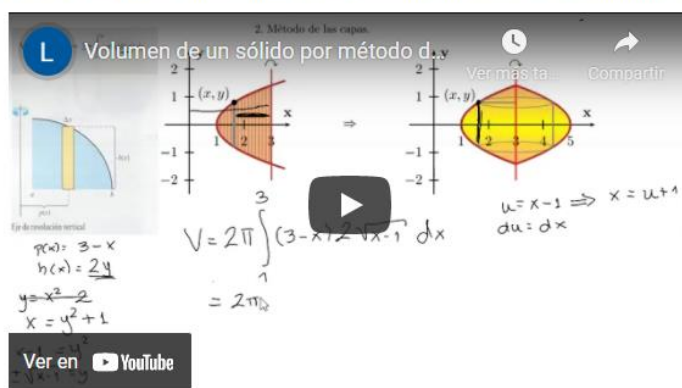 2. Método de las capas.
L
Volumen de un sólido por método d...
Ver más ta...
Compartir
y
2
1
-1
-2
(x, y)
x
1 2 3
⇒
2
1
-1
-2
(x, y)
x
1 2 3 4 5
Δx
h(x)
a
b
p(x)
Eje de revolución vertical
p(x) = 3 - x
h(x) = 2y
y = x² - 2
x = y² + 1
V = 2π ∫₁³ (3-x) 2 √x-1 dx
= 2π
u = x - 1 ⇒ x = u + 1
du = dx
± √x-1 = y
Ver en YouTube